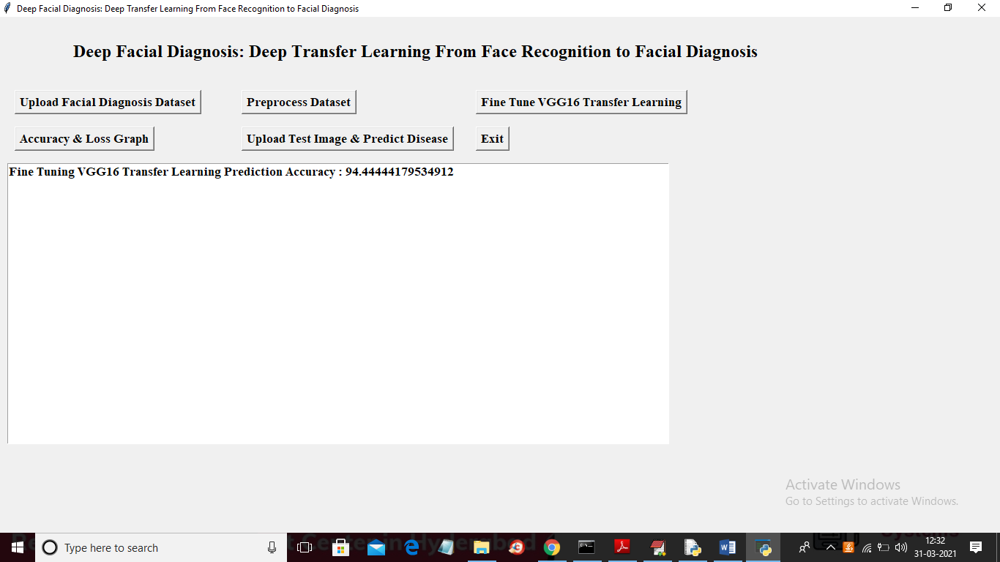 Deep Facial Diagnosis: Deep Transfer Learning From Face Recognition to Facial Diagnosis
Deep Facial Diagnosis: Deep Transfer Learning From Face Recognition to Facial Diagnosis
Upload Facial Diagnosis Dataset
Preprocess Dataset
Fine Tune VGG16 Transfer Learning
Accuracy & Loss Graph
Upload Test Image & Predict Disease
Exit
Fine Tuning VGG16 Transfer Learning Prediction Accuracy : 94.44444179534912
Activate Windows
Go to Settings to activate Windows.
Type here to search
12:32
31-03-2021